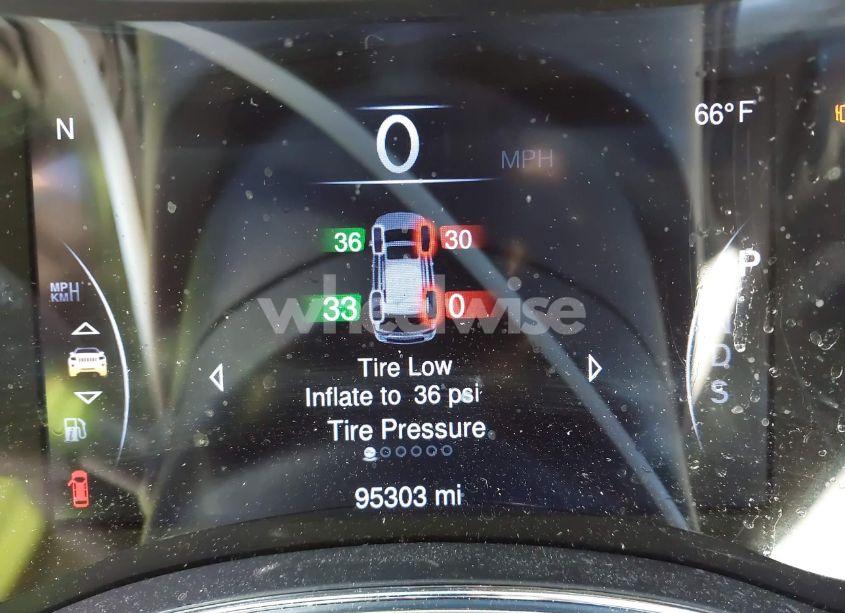 N
66°F
0
MPH
36
30
MPH
KM/H
33
0
P
D
S
wheelwise
Tire Low
Inflate to 36 psi
Tire Pressure
95303 mi